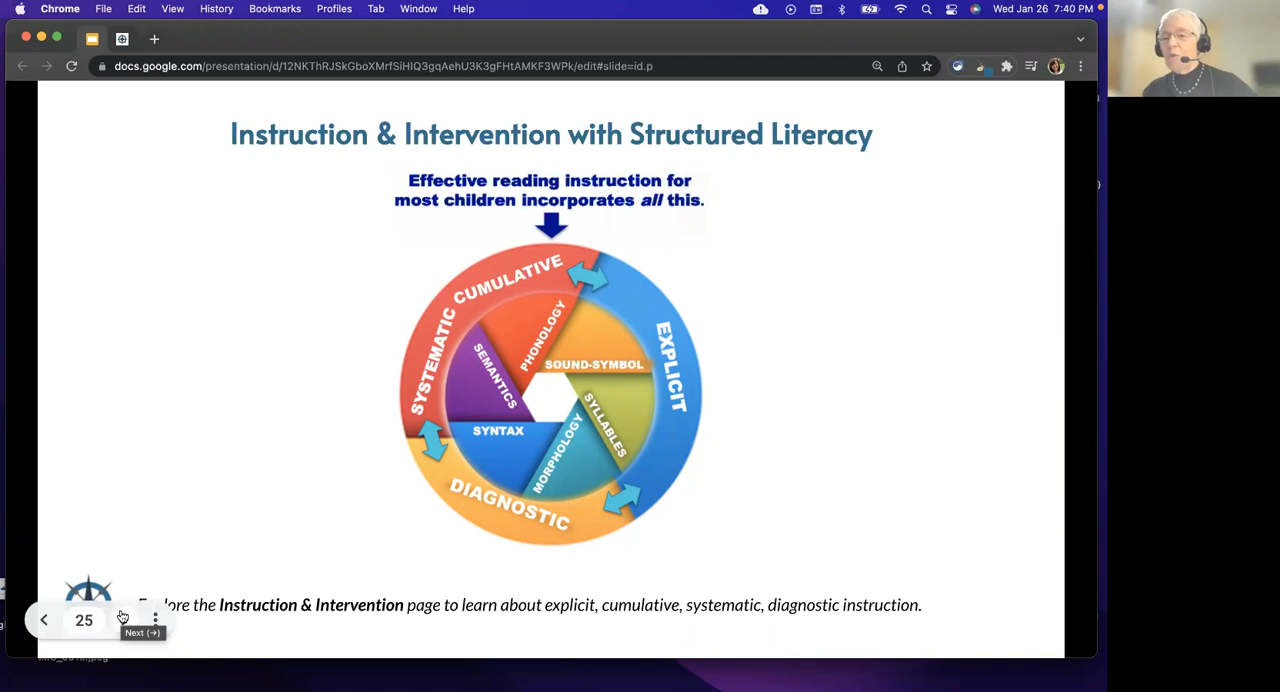 Chrome File Edit View History Bookmarks Profiles Tab Window Help Wed Jan 26 7:40 PM
docs.google.com/presentation/d/12NKThRJSkGboXMrfSiHIQ3gqAehU3K3gFHtAMKF3WPk/edit#slide=id.p
Instruction & Intervention with Structured Literacy
Effective reading instruction for
most children incorporates all this.
SYSTEMATIC CUMULATIVE
EXPLICIT
DIAGNOSTIC
PHONOLOGY
SOUND-SYMBOL
SYLLABLES
MORPHOLOGY
SYNTAX
SEMANTICS
the Instruction & Intervention page to learn about explicit, cumulative, systematic, diagnostic instruction.
25
Next (→)